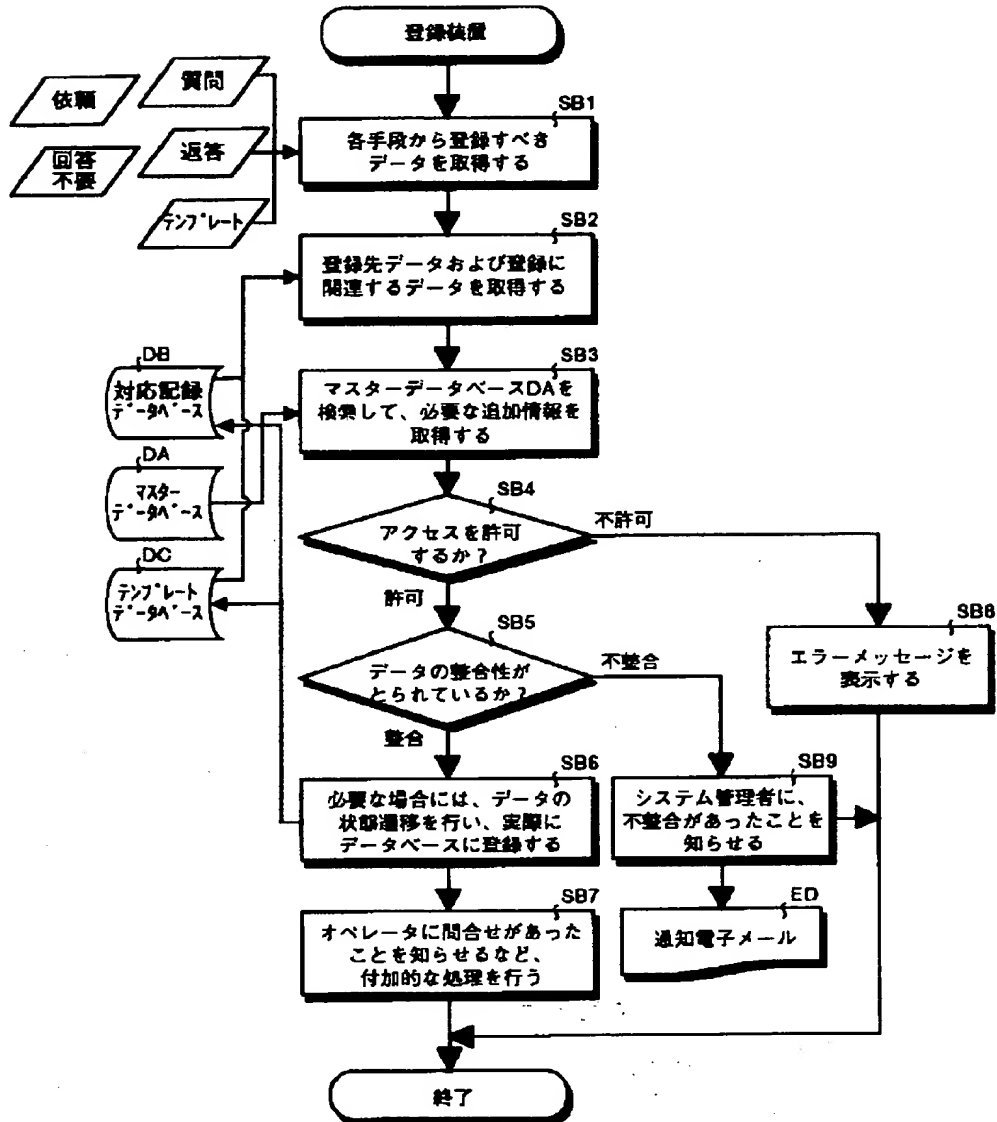 登録装置
質問
依頼
返答
回答
不要
テンプレート
SB1
各手段から登録すべき
データを取得する
SB2
登録先データおよび登録に
関連するデータを取得する
DB
対応記録
データベース
DA
マスター
データベース
DC
テンプレート
データベース
SB3
マスターデータベースDAを
検索して、必要な追加情報を
取得する
SB4
アクセスを許可
するか?
不許可
許可
SB5
データの整合性が
とられているか?
不整合
整合
SB8
エラーメッセージを
表示する
SB6
必要な場合には、データの
状態遷移を行い、実際に
データベースに登録する
SB9
システム管理者に、
不整合があったことを
知らせる
SB7
オペレータに問合せがあった
ことを知らせるなど、
付加的な処理を行う
ED
通知電子メール
終了